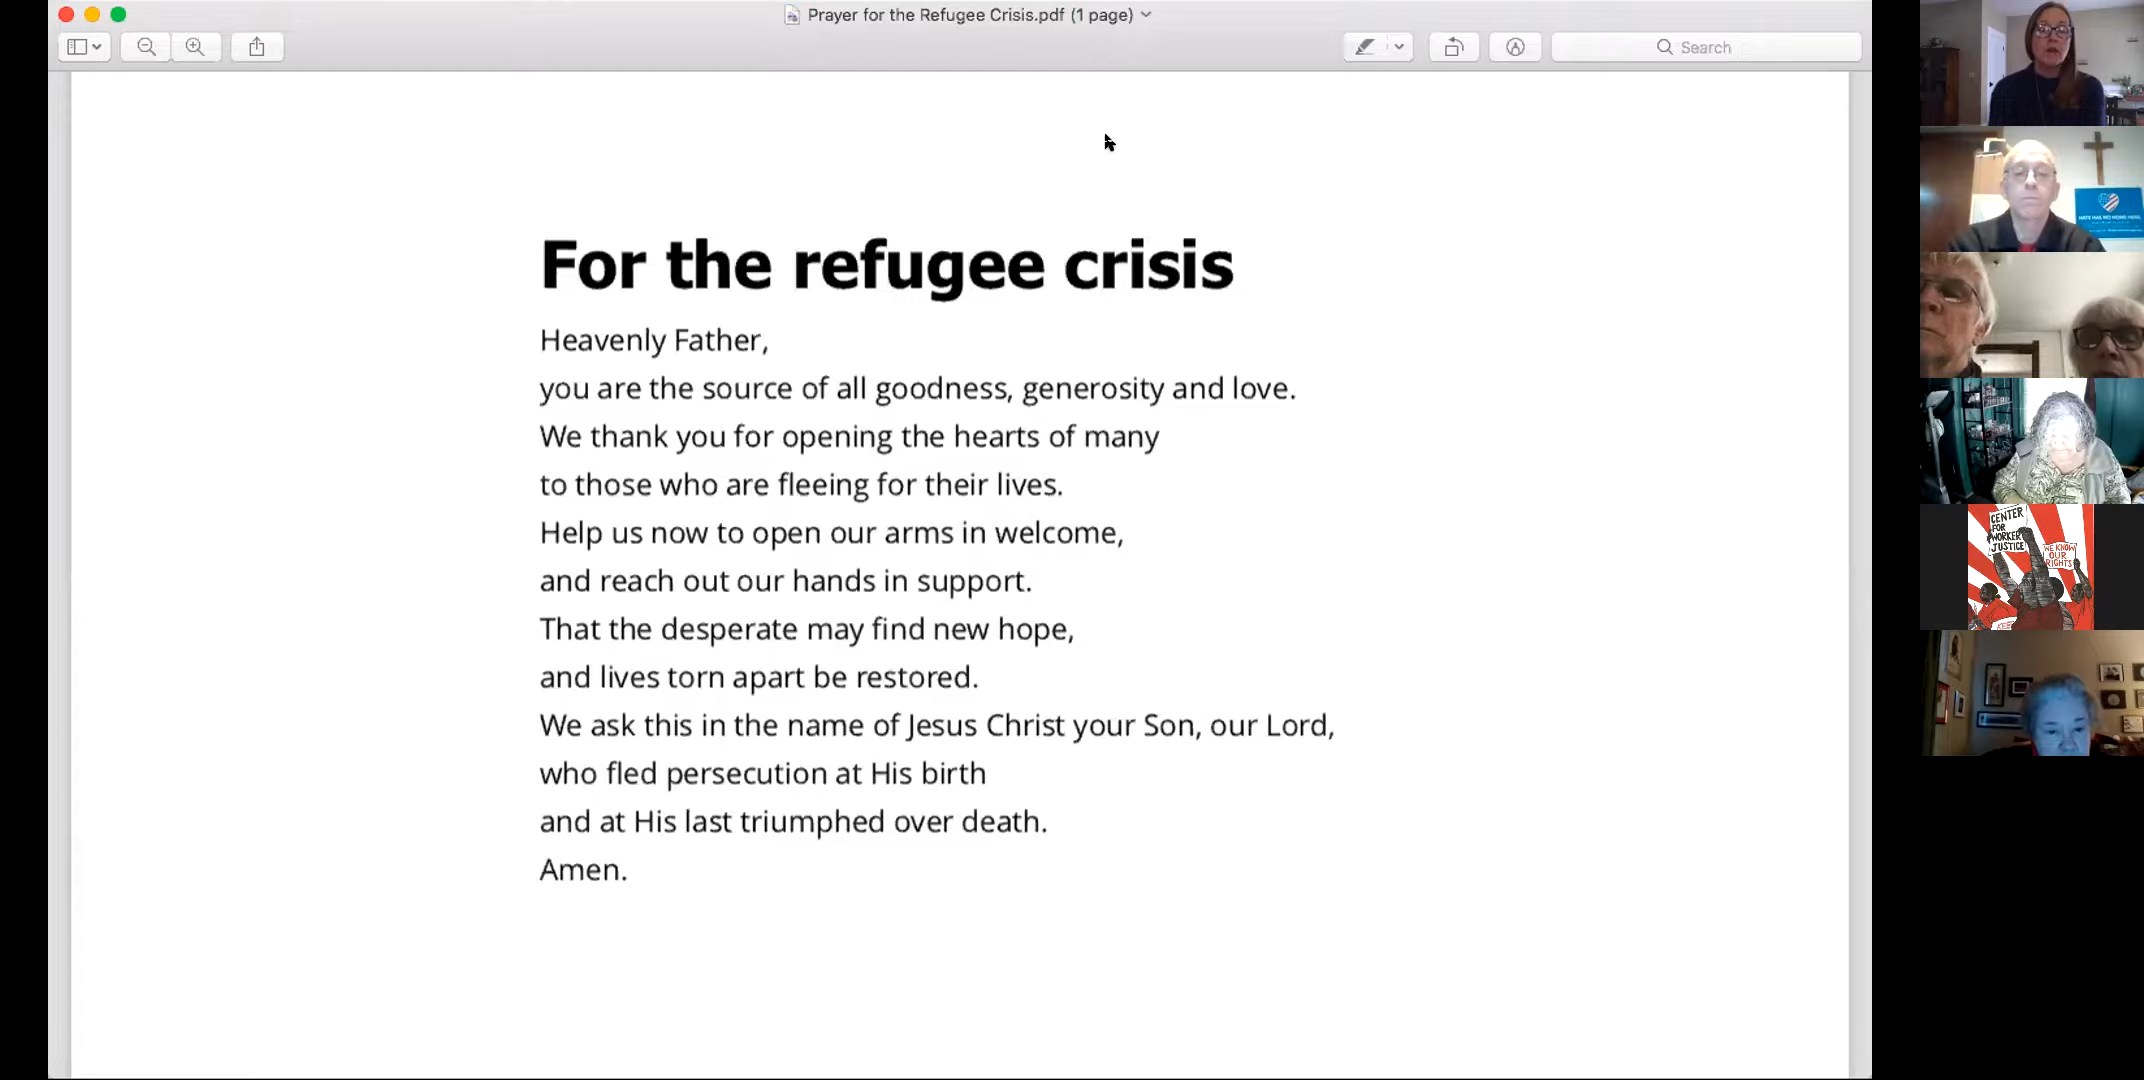 Prayer for the Refugee Crisis.pdf (1 page)
Search
For the refugee crisis
Heavenly Father,
you are the source of all goodness, generosity and love.
We thank you for opening the hearts of many
to those who are fleeing for their lives.
Help us now to open our arms in welcome,
and reach out our hands in support.
That the desperate may find new hope,
and lives torn apart be restored.
We ask this in the name of Jesus Christ your Son, our Lord,
who fled persecution at His birth
and at His last triumphed over death.
Amen.
HATE HAS NO HOME HERE
CENTER
FOR
WORKER
JUSTICE
WE KNOW
OUR
RIGHTS